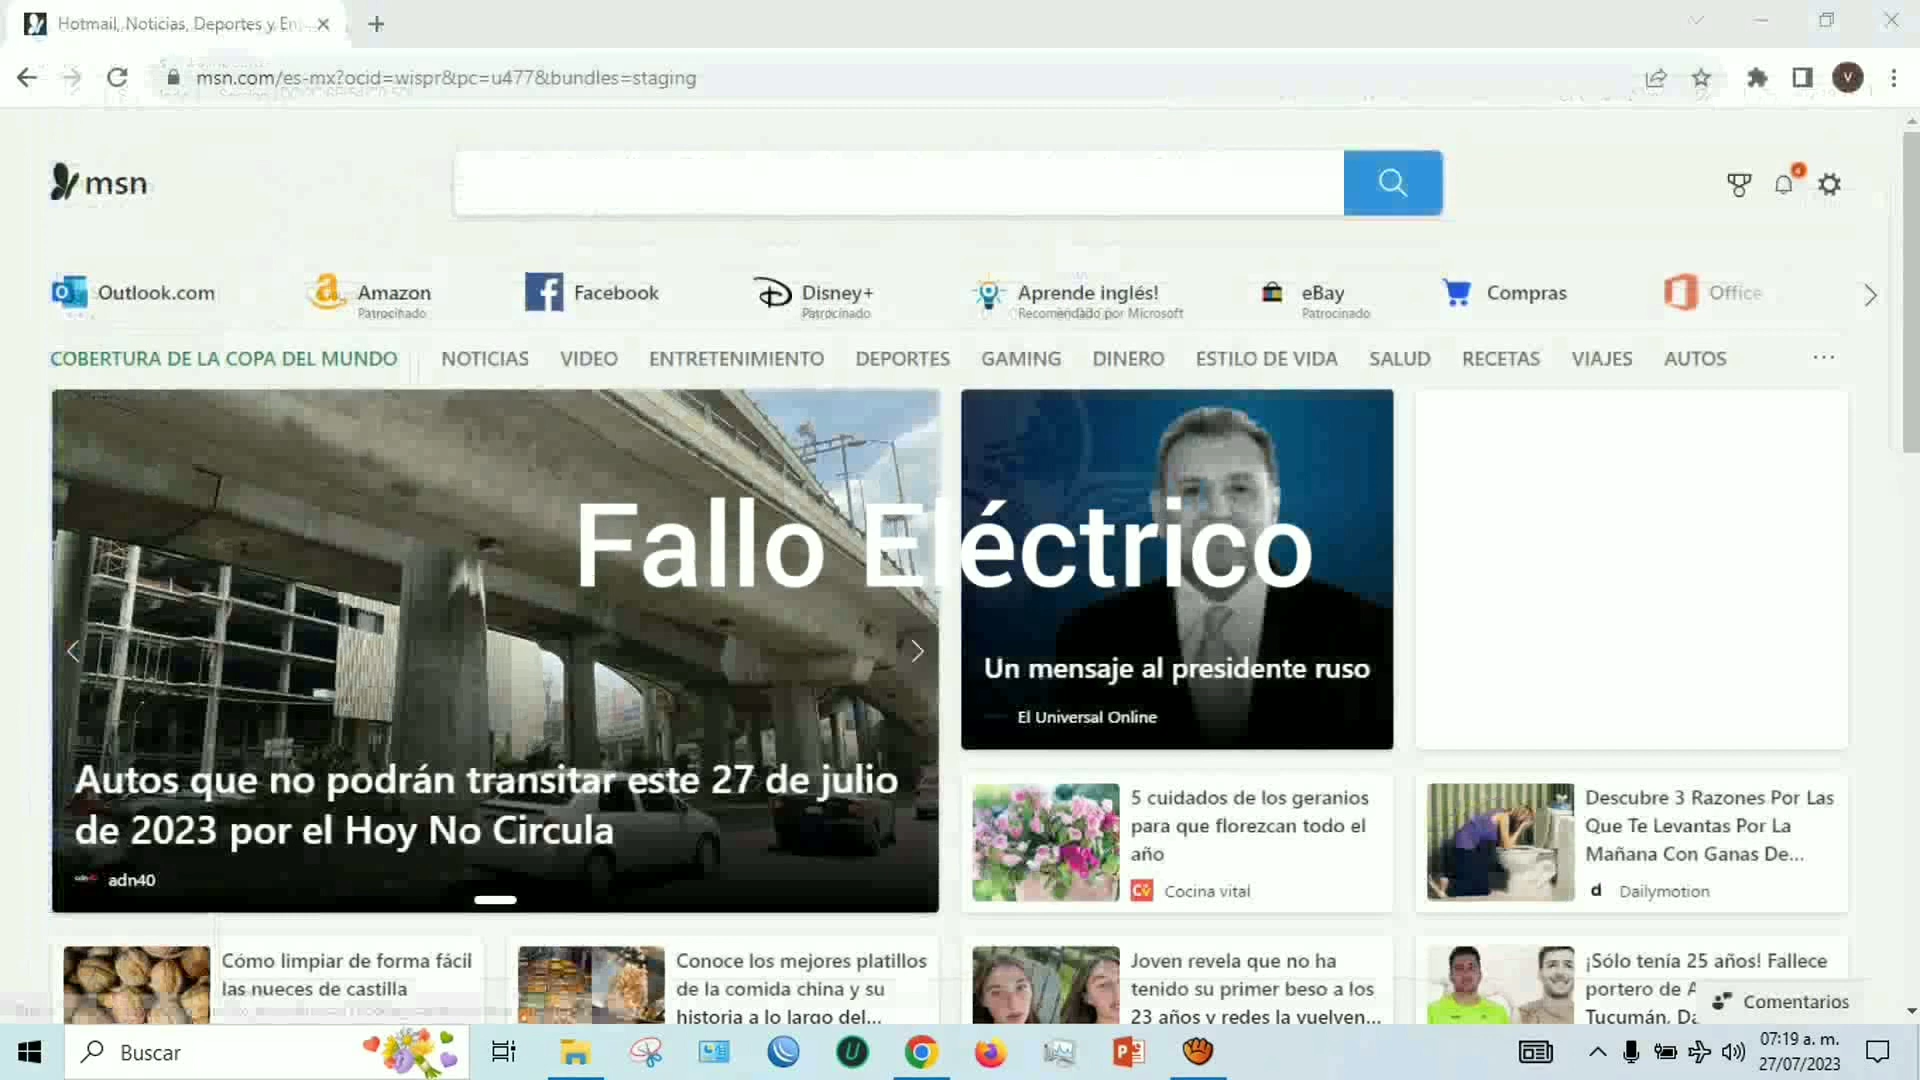 Hotmail, Noticias, Deportes y En
msn.com/es-mx?ocid=wispr&pc=u477&bundles=staging
V
msn
4
Outlook.com
Amazon
Patrocinado
Facebook
Disney+
Patrocinado
Aprende inglés!
Recomendado por Microsoft
eBay
Patrocinado
Compras
Office
COBERTURA DE LA COPA DEL MUNDO
NOTICIAS
VIDEO
ENTRETENIMIENTO
DEPORTES
GAMING
DINERO
ESTILO DE VIDA
SALUD
RECETAS
VIAJES
AUTOS
...
Fallo Eléctrico
Autos que no podrán transitar este 27 de julio
de 2023 por el Hoy No Circula
adn40
Un mensaje al presidente ruso
El Universal Online
5 cuidados de los geranios
para que florezcan todo el
año
Cocina vital
Descubre 3 Razones Por Las
Que Te Levantas Por La
Mañana Con Ganas De...
d Dailymotion
Cómo limpiar de forma fácil
las nueces de castilla
Conoce los mejores platillos
de la comida china y su
historia a lo largo del...
Joven revela que no ha
tenido su primer beso a los
23 años y redes la vuelven...
¡Sólo tenía 25 años! Fallece
portero de A
Tucumán, Da
Comentarios
Buscar
07:19 a. m.
27/07/2023